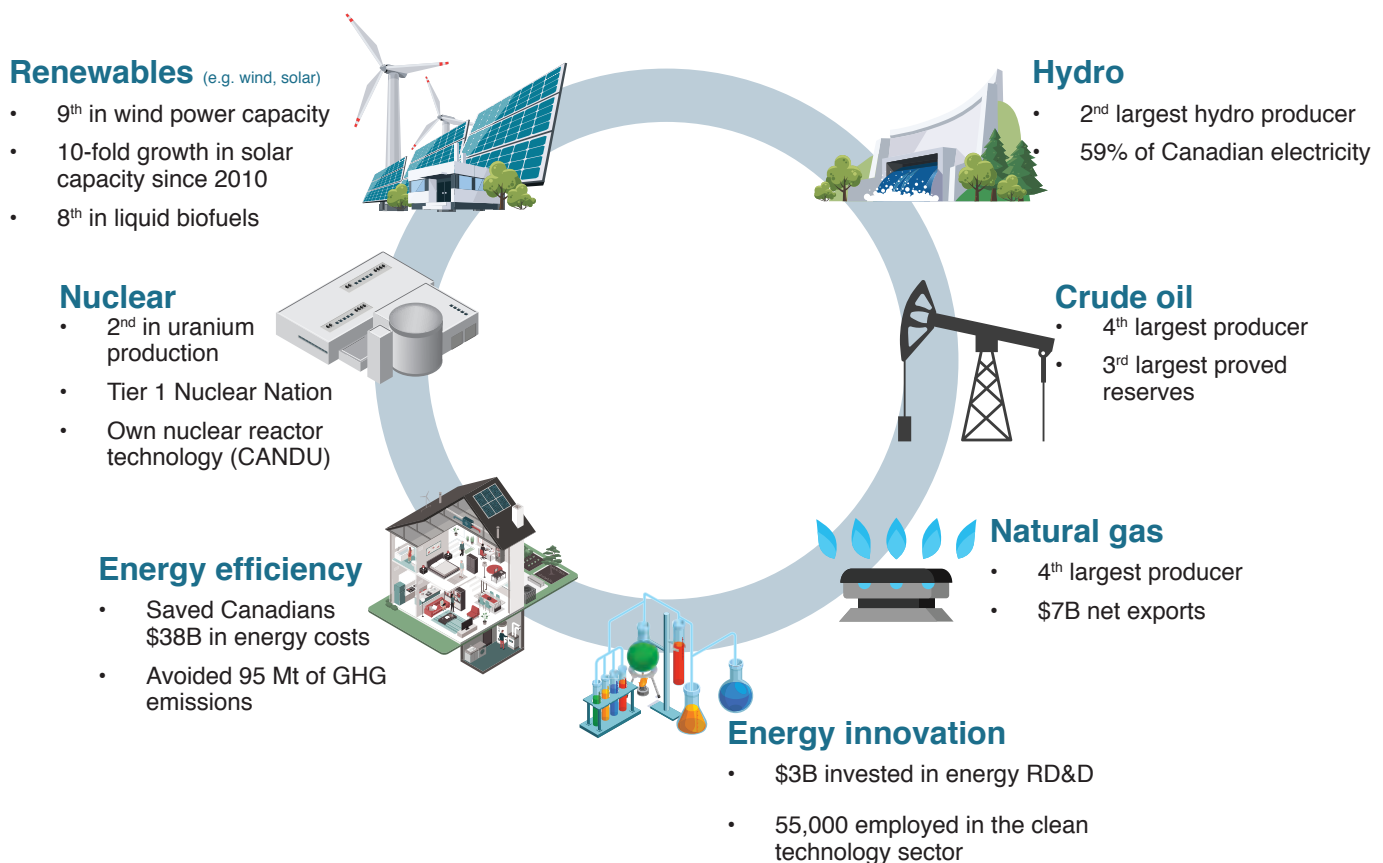 Renewables (e.g. wind, solar)
• 9th in wind power capacity
• 10-fold growth in solar
capacity since 2010
• 8th in liquid biofuels
Hydro
• 2nd largest hydro producer
• 59% of Canadian electricity
Nuclear
• 2nd in uranium
production
• Tier 1 Nuclear Nation
• Own nuclear reactor
technology (CANDU)
Crude oil
• 4th largest producer
• 3rd largest proved
reserves
Energy efficiency
• Saved Canadians
$38B in energy costs
• Avoided 95 Mt of GHG
emissions
Natural gas
• 4th largest producer
• $7B net exports
Energy innovation
• $3B invested in energy RD&D
• 55,000 employed in the clean
technology sector